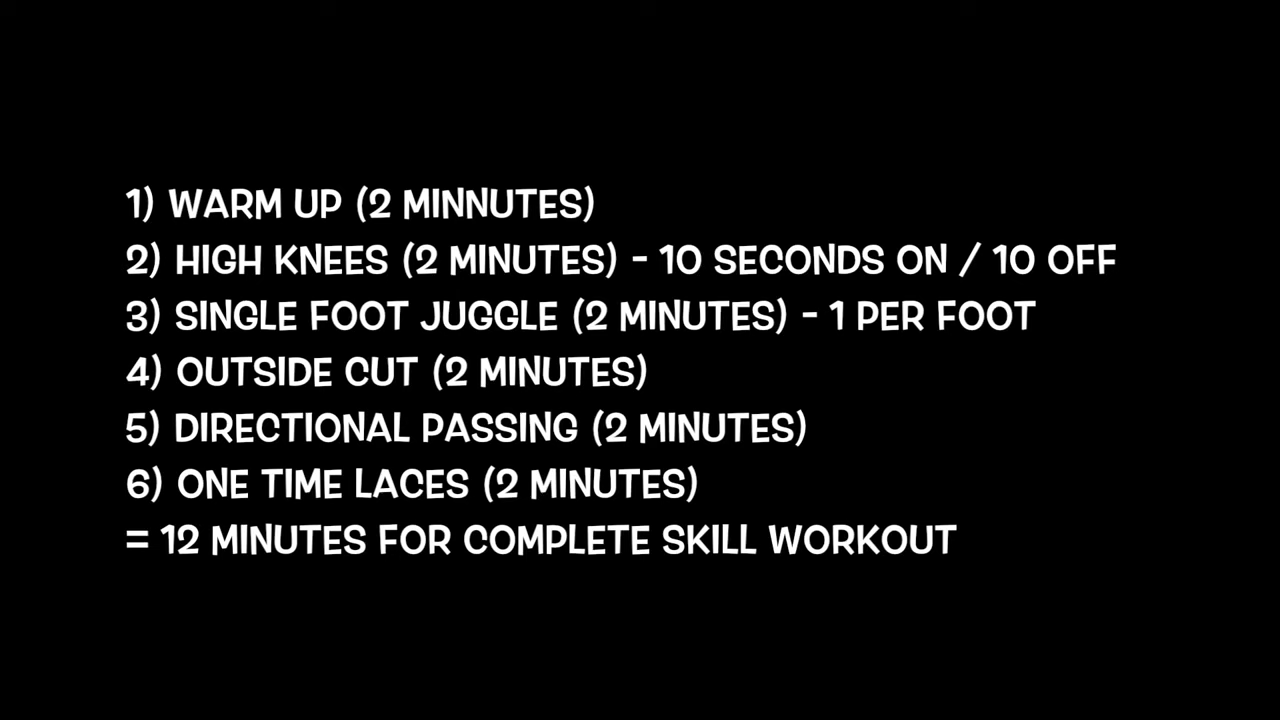 1) WARM UP (2 MINNUTES)
2) HIGH KNEES (2 MINUTES) - 10 SECONDS ON / 10 OFF
3) SINGLE FOOT JUGGLE (2 MINUTES) - 1 PER FOOT
4) OUTSIDE CUT (2 MINUTES)
5) DIRECTIONAL PASSING (2 MINUTES)
6) ONE TIME LACES (2 MINUTES)
= 12 MINUTES FOR COMPLETE SKILL WORKOUT